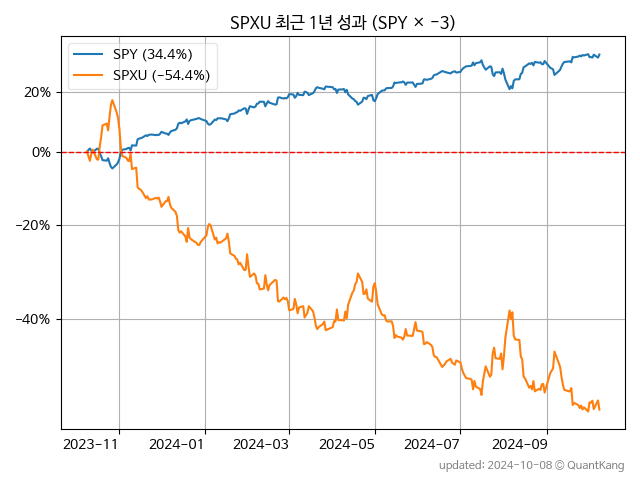 SPXU 최근 1년 성과 (SPY × −3)
SPY (34.4%)
SPXU (−54.4%)
20%
0%
−20%
−40%
2023-11
2024-01
2024-03
2024-05
2024-07
2024-09
updated: 2024-10-08 © QuantKang